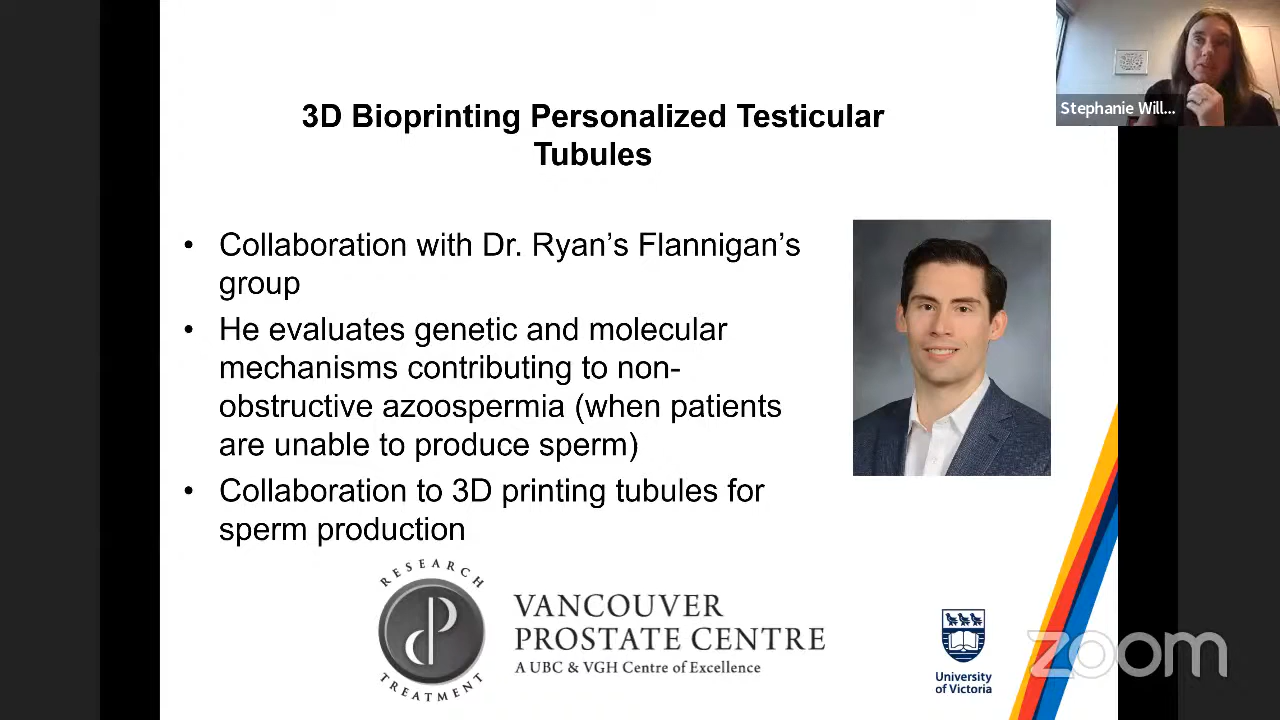 Stephanie Will...
3D Bioprinting Personalized Testicular
Tubules
• Collaboration with Dr. Ryan's Flannigan's
group
• He evaluates genetic and molecular
mechanisms contributing to non-
obstructive azoospermia (when patients
are unable to produce sperm)
• Collaboration to 3D printing tubules for
sperm production
RESEARCH
TREATMENT
VANCOUVER
PROSTATE CENTRE
A UBC & VGH Centre of Excellence
University
of Victoria
zoom